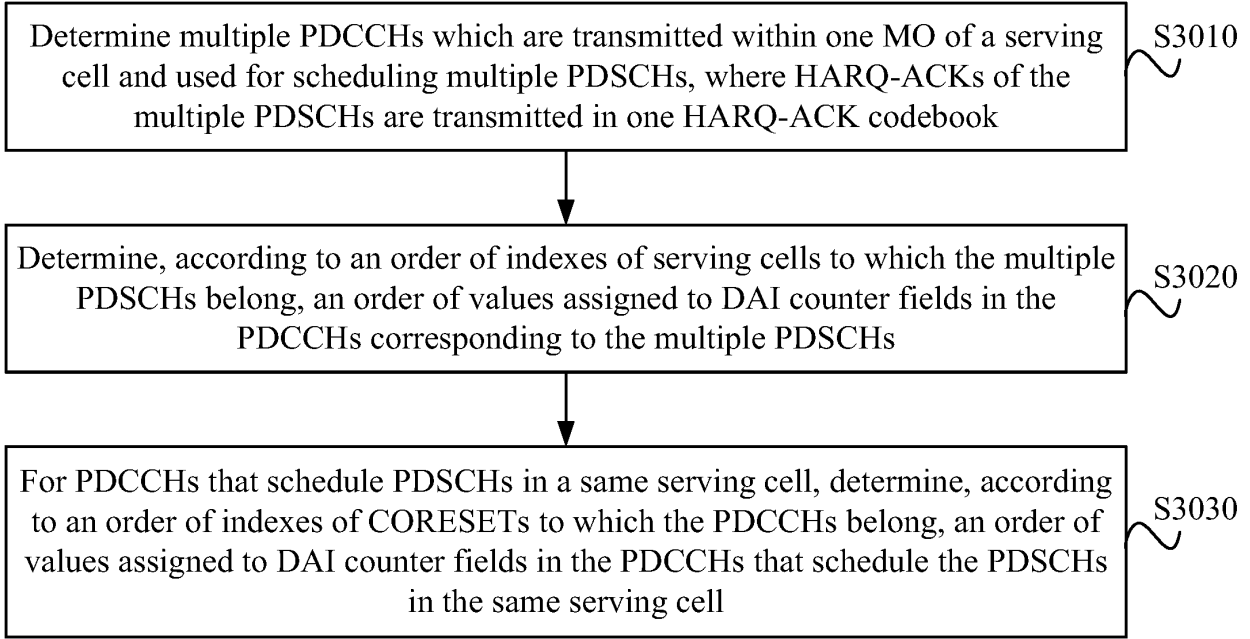 Determine multiple PDCCHs which are transmitted within one MO of a serving
cell and used for scheduling multiple PDSCHs, where HARQ-ACKs of the
multiple PDSCHs are transmitted in one HARQ-ACK codebook
S3010
Determine, according to an order of indexes of serving cells to which the multiple
PDSCHs belong, an order of values assigned to DAI counter fields in the
PDCCHs corresponding to the multiple PDSCHs
S3020
For PDCCHs that schedule PDSCHs in a same serving cell, determine, according
to an order of indexes of CORESETs to which the PDCCHs belong, an order of
values assigned to DAI counter fields in the PDCCHs that schedule the PDSCHs
in the same serving cell
S3030